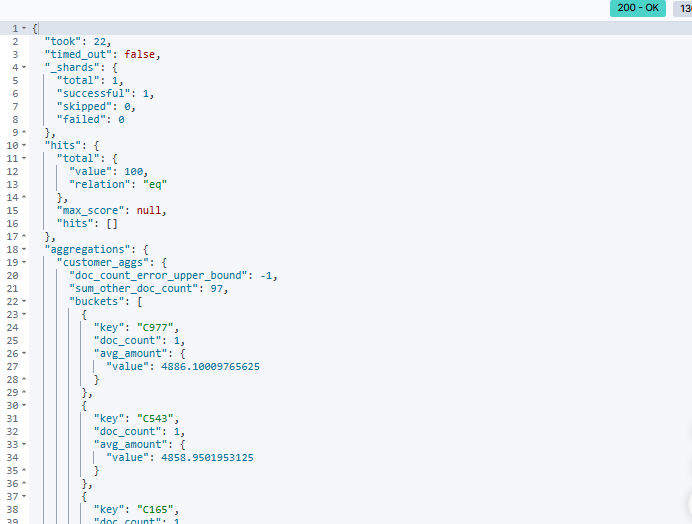 200 - OK
13
1 {
2 "took": 22,
3 "timed_out": false,
4 "_shards": {
5 "total": 1,
6 "successful": 1,
7 "skipped": 0,
8 "failed": 0
9 },
10 "hits": {
11 "total": {
12 "value": 100,
13 "relation": "eq"
14 },
15 "max_score": null,
16 "hits": []
17 },
18 "aggregations": {
19 "customer_aggs": {
20 "doc_count_error_upper_bound": -1,
21 "sum_other_doc_count": 97,
22 "buckets": [
23 {
24 "key": "C977",
25 "doc_count": 1,
26 "avg_amount": {
27 "value": 4886.10009765625
28 }
29 },
30 {
31 "key": "C543",
32 "doc_count": 1,
33 "avg_amount": {
34 "value": 4858.9501953125
35 }
36 },
37 {
38 "key": "C165",
39 "doc_count": 1